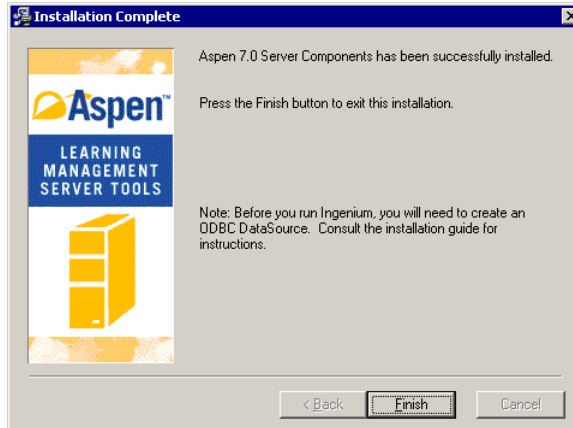 Installation Complete
Aspen 7.0 Server Components has been successfully installed.
Press the Finish button to exit this installation.
Aspen™
LEARNING
MANAGEMENT
SERVER TOOLS
Note: Before you run Ingenium, you will need to create an
ODBC DataSource. Consult the installation guide for
instructions.
< Back
Finish
Cancel